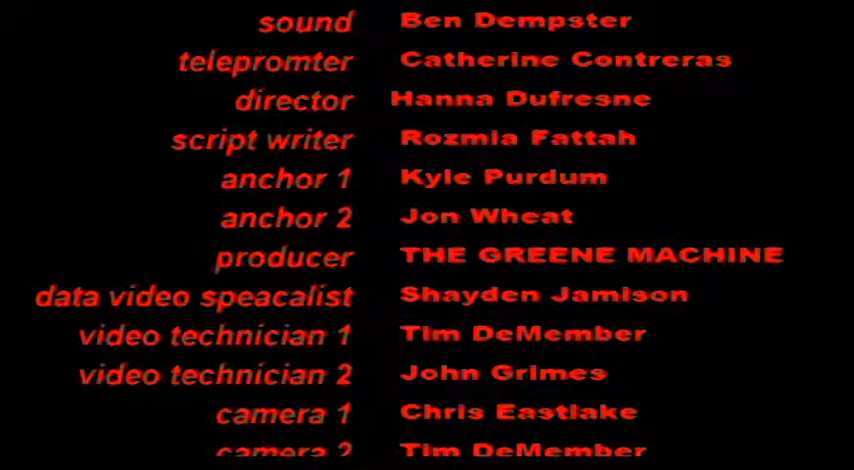 sound Ben Dempster
telepromter Catherine Contreras
director Hanna Dufresne
script writer Rozmia Fattah
anchor 1 Kyle Purdum
anchor 2 Jon Wheat
producer THE GREENE MACHINE
data video speacalist Shayden Jamison
video technician 1 Tim DeMember
video technician 2 John Grimes
camera 1 Chris Eastlake
camera 2 Tim DeMember